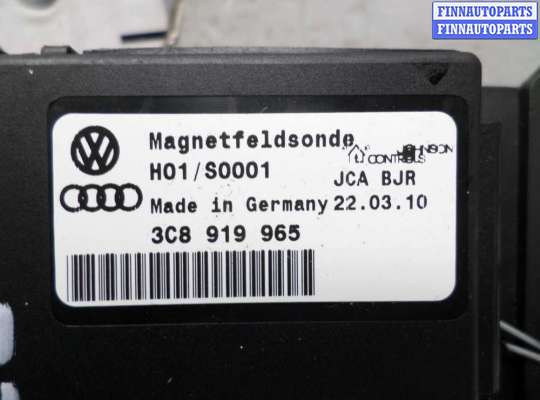 FINNAUTOPARTS
FINNAUTOPARTS
Magnetfeldsonde
H01/S0001
JOHNSON
CONTROLS
JCA BJR
Made in Germany 22.03.10
3C8 919 965